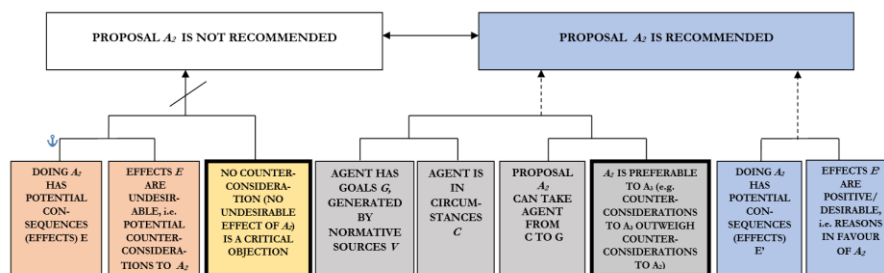 PROPOSAL A₂ IS NOT RECOMMENDED
PROPOSAL A₂ IS RECOMMENDED
DOING A₂
HAS
POTENTIAL
CON-
SEQUENCES
(EFFECTS) E
EFFECTS E
ARE
UNDESIR-
ABLE, i.e.
POTENTIAL
COUNTER-
CONSIDERA-
TIONS TO A₂
NO COUNTER-
CONSIDERA-
TION (NO
UNDESIRABLE
EFFECT OF A₂)
IS A CRITICAL
OBJECTION
AGENT HAS
GOALS G,
GENERATED
BY
NORMATIVE
SOURCES V
AGENT IS
IN
CIRCUM-
STANCES
C
PROPOSAL
A₂
CAN TAKE
AGENT
FROM
C TO G
A₂ IS PREFERABLE
TO A₃ (e.g.
COUNTER-
CONSIDERATIONS
TO A₃ OUTWEIGH
COUNTER-
CONSIDERATIONS
TO A₂)
DOING A₂
HAS
POTENTIAL
CON-
SEQUENCES
(EFFECTS)
E'
EFFECTS E' ARE
POSITIVE/
DESIRABLE,
i.e. REASONS
IN FAVOUR
OF A₂